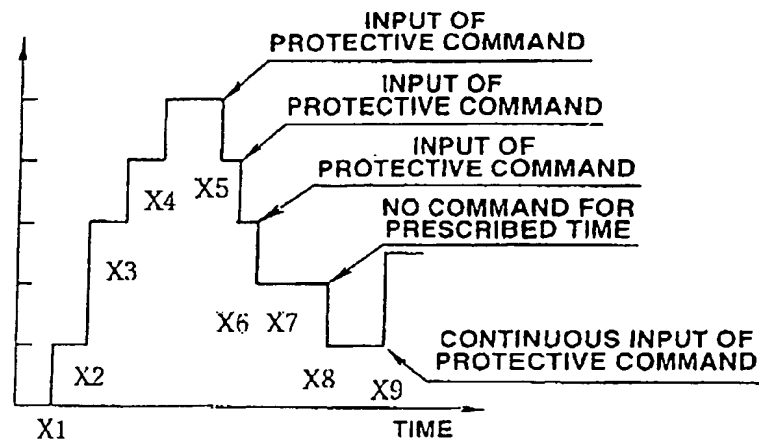 INPUT OF
PROTECTIVE COMMAND
INPUT OF
PROTECTIVE COMMAND
INPUT OF
PROTECTIVE COMMAND
X4
X5
NO COMMAND FOR
PRESCRIBED TIME
X3
X6
X7
CONTINUOUS INPUT OF
PROTECTIVE COMMAND
X2
X8
X9
X1
TIME